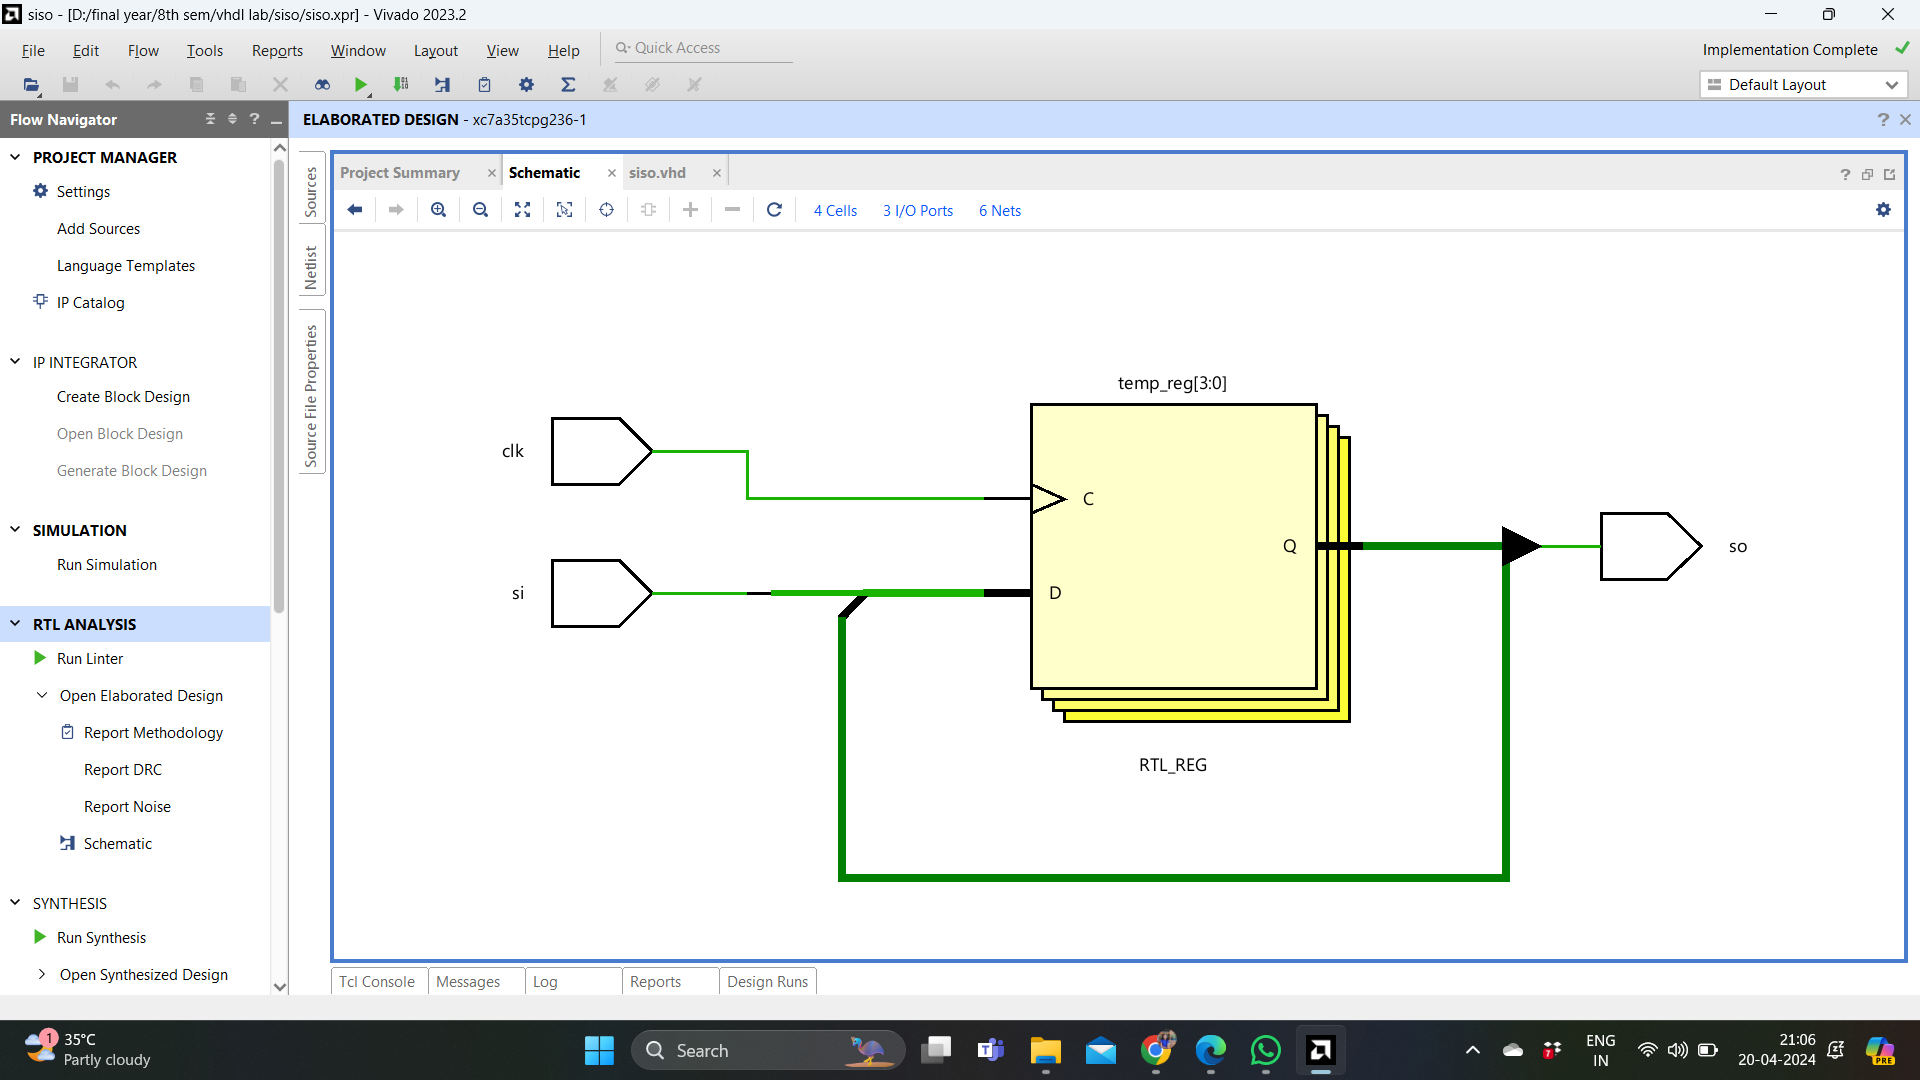 siso - [D:/final year/8th sem/vhdl lab/siso/siso.xpr] - Vivado 2023.2
File Edit Flow Tools Reports Window Layout View Help Quick Access
Implementation Complete
Default Layout
Flow Navigator
ELABORATED DESIGN - xc7a35tcpg236-1
PROJECT MANAGER
Settings
Add Sources
Language Templates
IP Catalog
IP INTEGRATOR
Create Block Design
Open Block Design
Generate Block Design
SIMULATION
Run Simulation
RTL ANALYSIS
Run Linter
Open Elaborated Design
Report Methodology
Report DRC
Report Noise
Schematic
SYNTHESIS
Run Synthesis
Open Synthesized Design
Sources
Netlist
Source File Properties
Project Summary Schematic siso.vhd
4 Cells 3 I/O Ports 6 Nets
temp_reg[3:0]
clk
C
Q
so
si
D
RTL_REG
Tcl Console Messages Log Reports Design Runs
1
35°C
Partly cloudy
Search
7
ENG
IN
21:06
20-04-2024
PRE